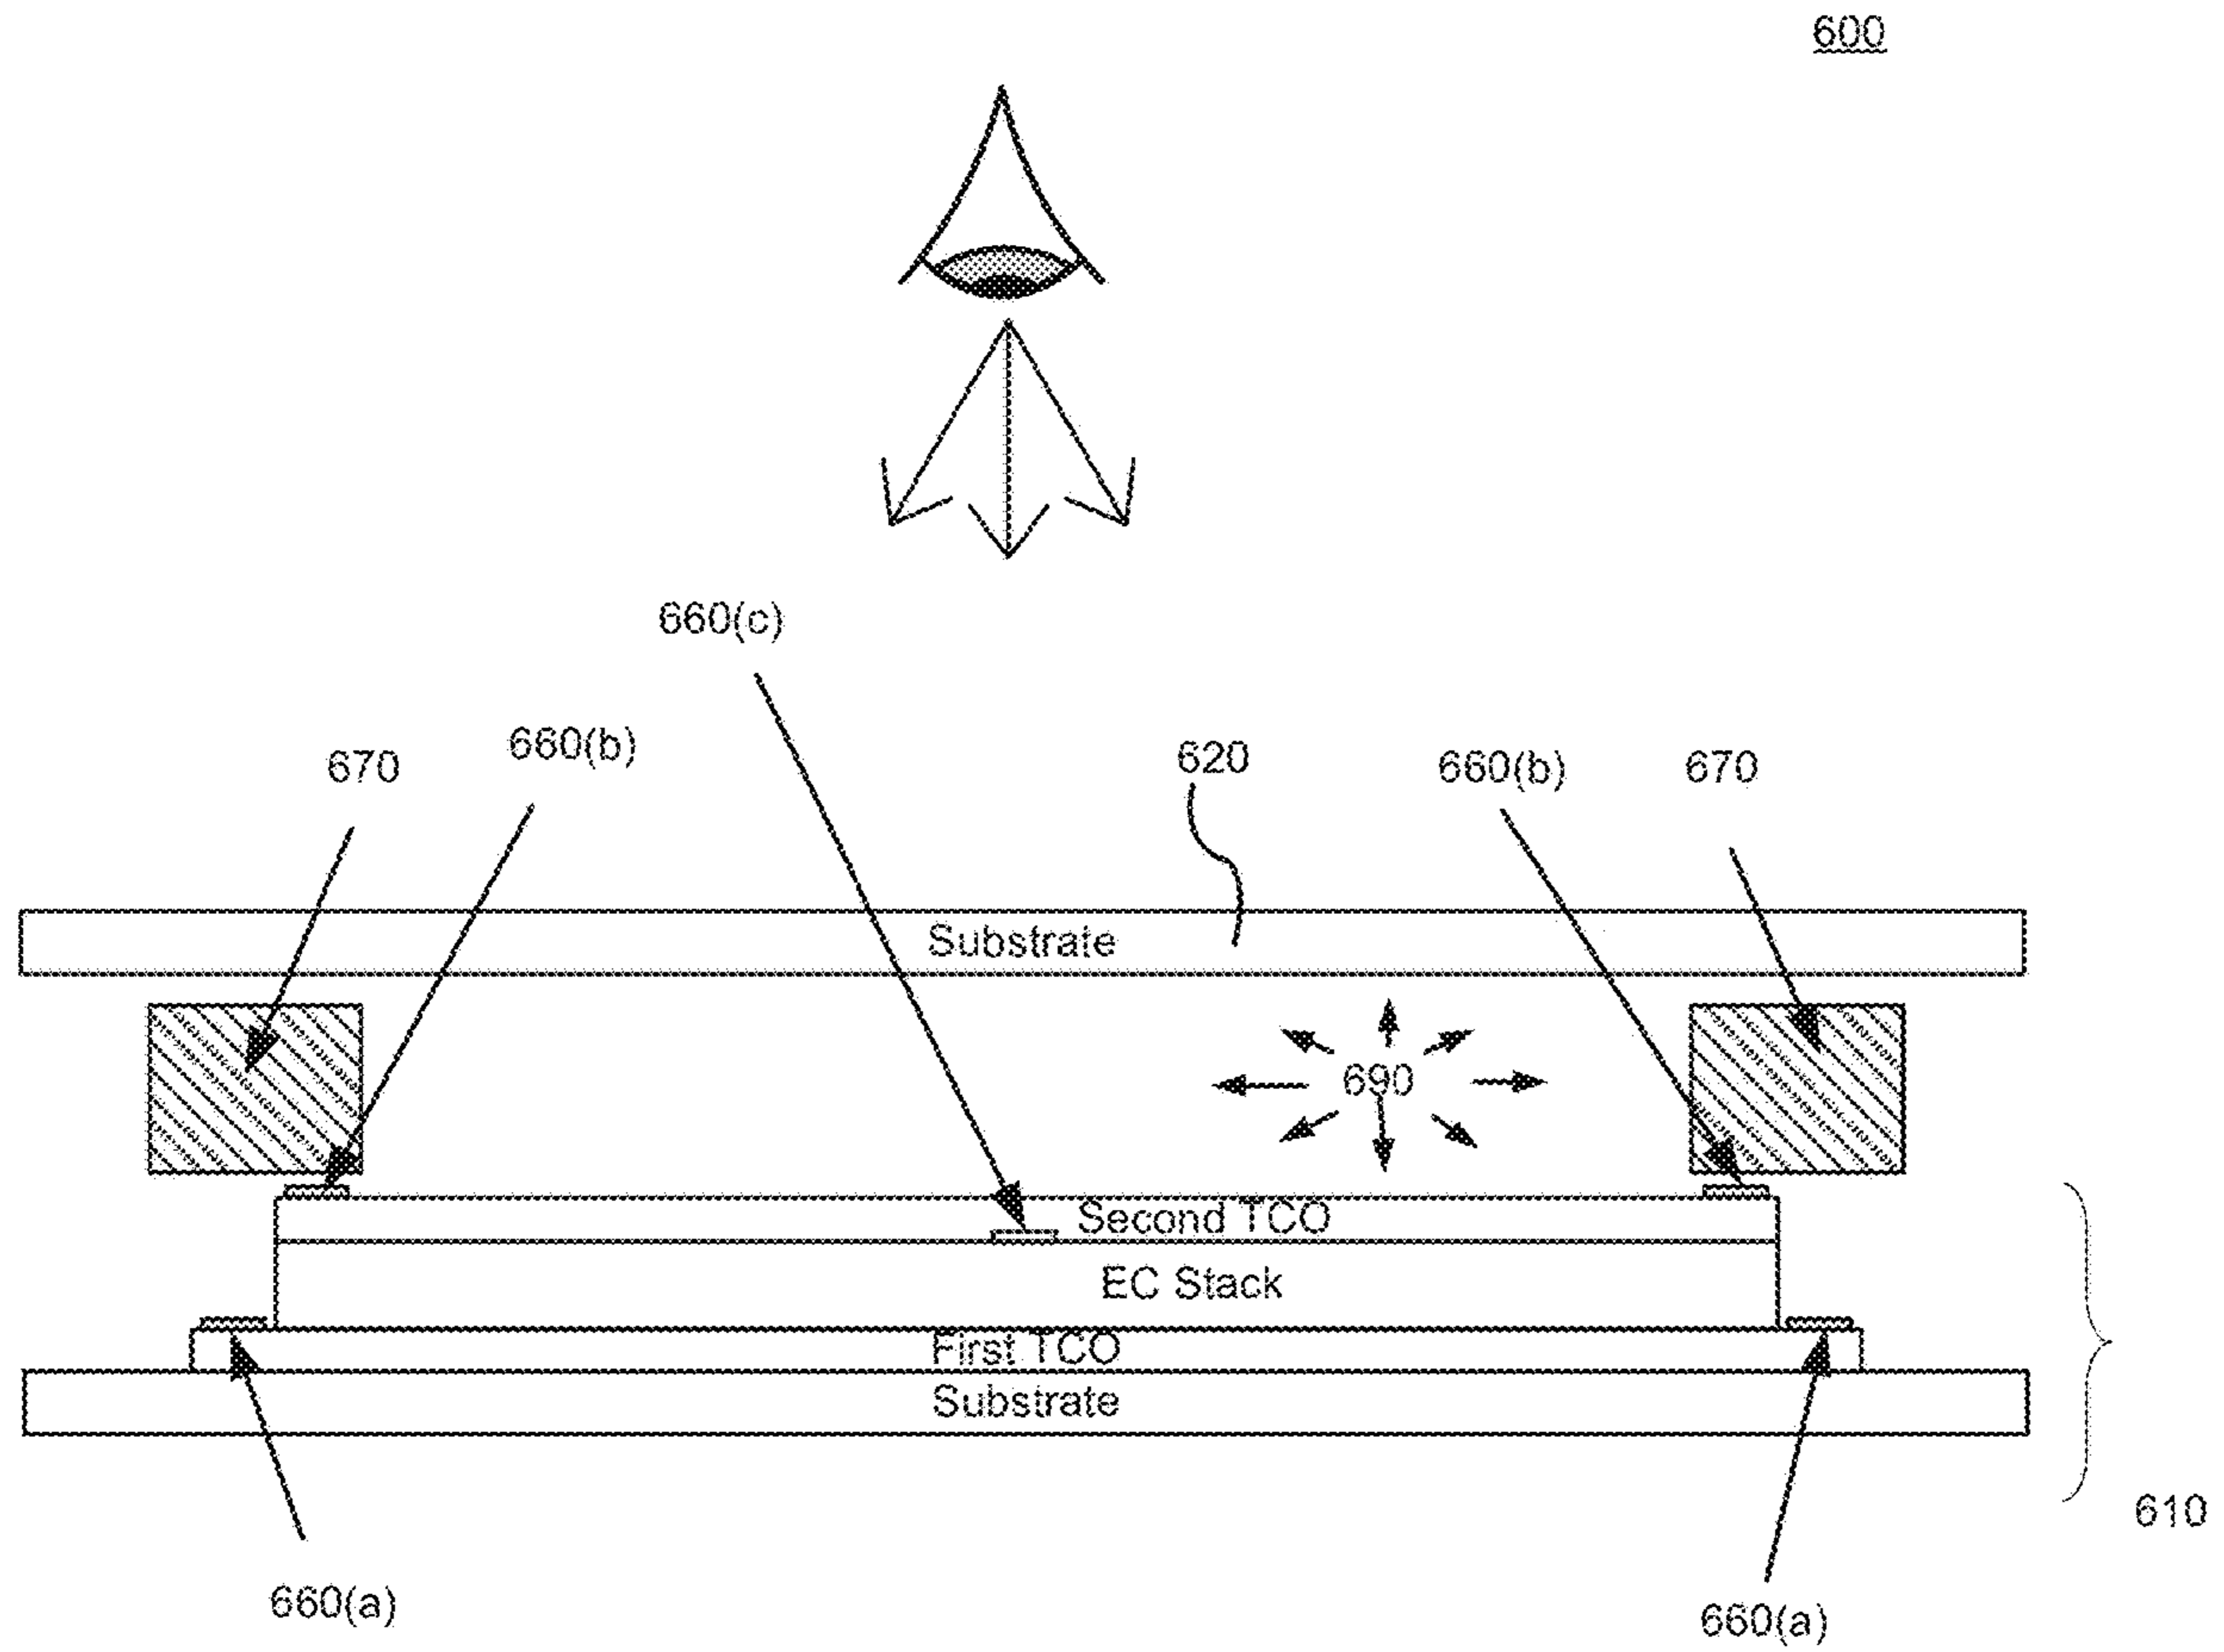 600
660(c)
670
660(b)
620
660(b)
670
Substrate
690
Second TCO
EC Stack
First TCO
Substrate
610
660(a)
660(a)